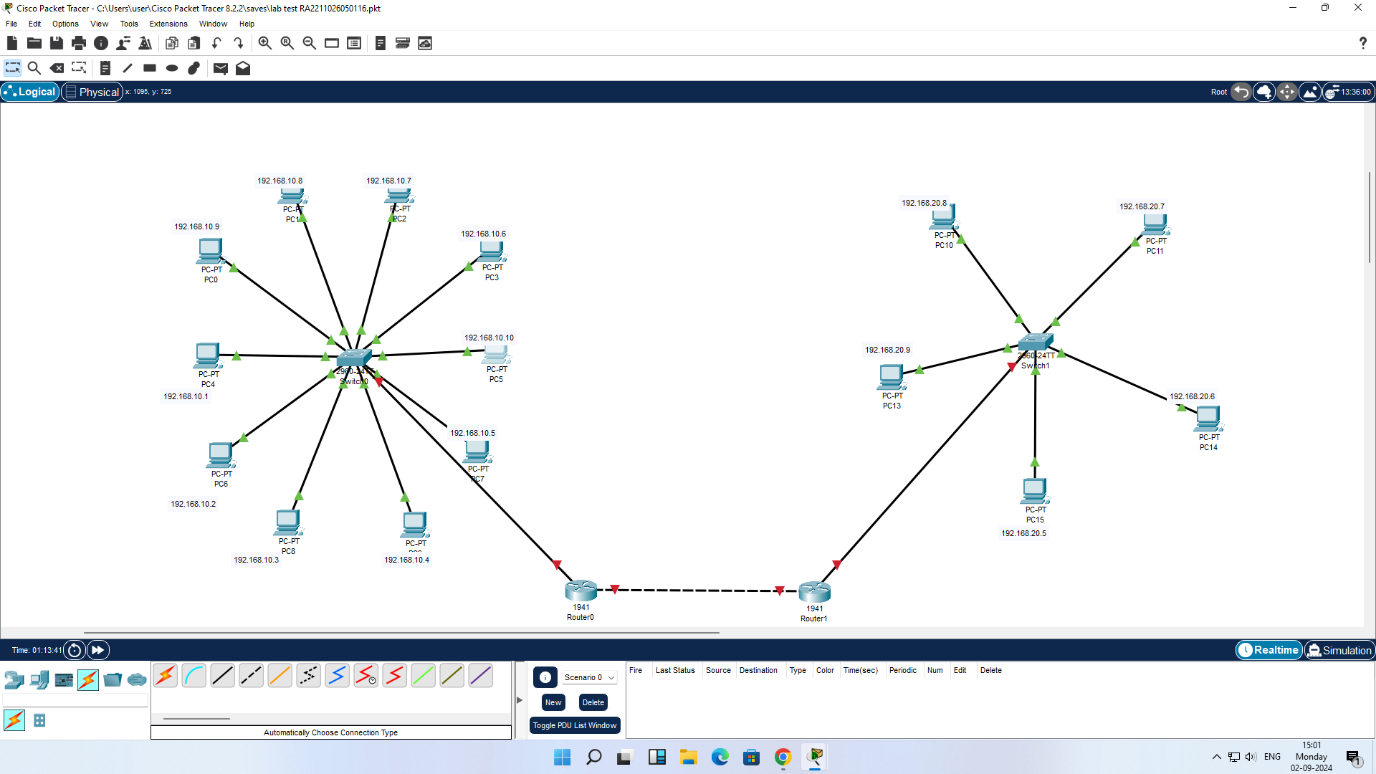 Cisco Packet Tracer - C:\Users\user\Cisco Packet Tracer 8.2.2\saves\lab test RA2211026050116.pkt
File Edit Options View Tools Extensions Window Help
?
Logical Physical x: 1095, y: 725 Root 13:36:00
192.168.10.8 192.168.10.7
PC-PT
PC1
PC-PT
PC2
192.168.20.8
192.168.20.7
192.168.10.9
PC-PT
PC0
192.168.10.6
PC-PT
PC3
PC-PT
PC10
PC-PT
PC11
192.168.10.10
PC-PT
PC5
2960-24TT
Switch0
PC-PT
PC4
192.168.10.1
192.168.20.9
PC-PT
PC13
2960-24TT
Switch1
192.168.20.6
PC-PT
PC14
192.168.10.5
PC-PT
PC7
PC-PT
PC6
192.168.10.2
PC-PT
PC15
192.168.20.5
PC-PT
PC8
192.168.10.3
PC-PT
192.168.10.4
1941
Router0
1941
Router1
Time: 01:13:41 Realtime Simulation
Scenario 0
New Delete
Toggle PDU List Window
Fire Last Status Source Destination Type Color Time(sec) Periodic Num Edit Delete
Automatically Choose Connection Type
ENG
15:01
Monday
02-09-2024
1